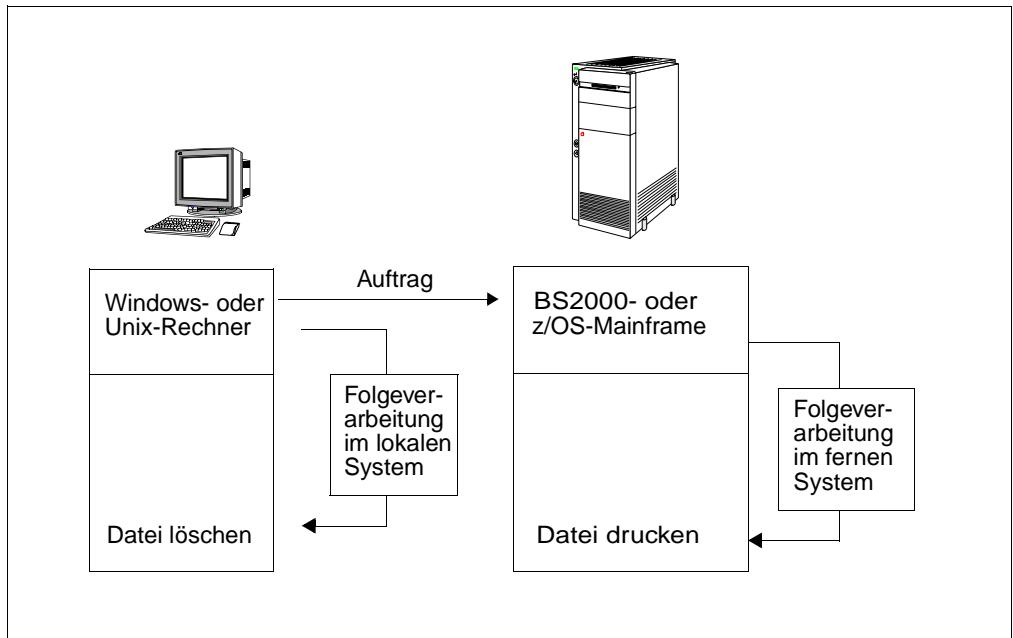 Auftrag
Windows- oder
Unix-Rechner
BS2000- oder
z/OS-Mainframe
Folgever-
arbeitung
im lokalen
System
Folgever-
arbeitung
im fernen
System
Datei löschen
Datei drucken